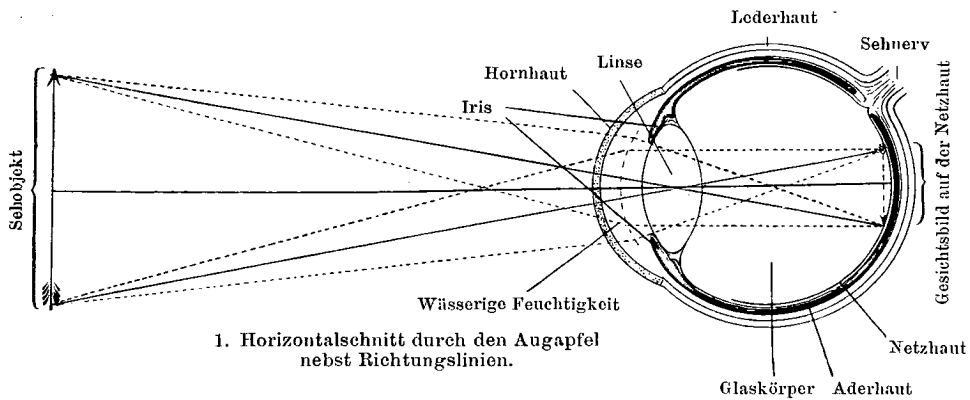 Lederhaut
Sehnerv
Linse
Hornhaut
Iris
Sehobjekt
Gesichtsbild auf der Netzhaut
Wässerige Feuchtigkeit
1. Horizontalschnitt durch den Augapfel
nebst Richtungslinien.
Netzhaut
Glaskörper
Aderhaut